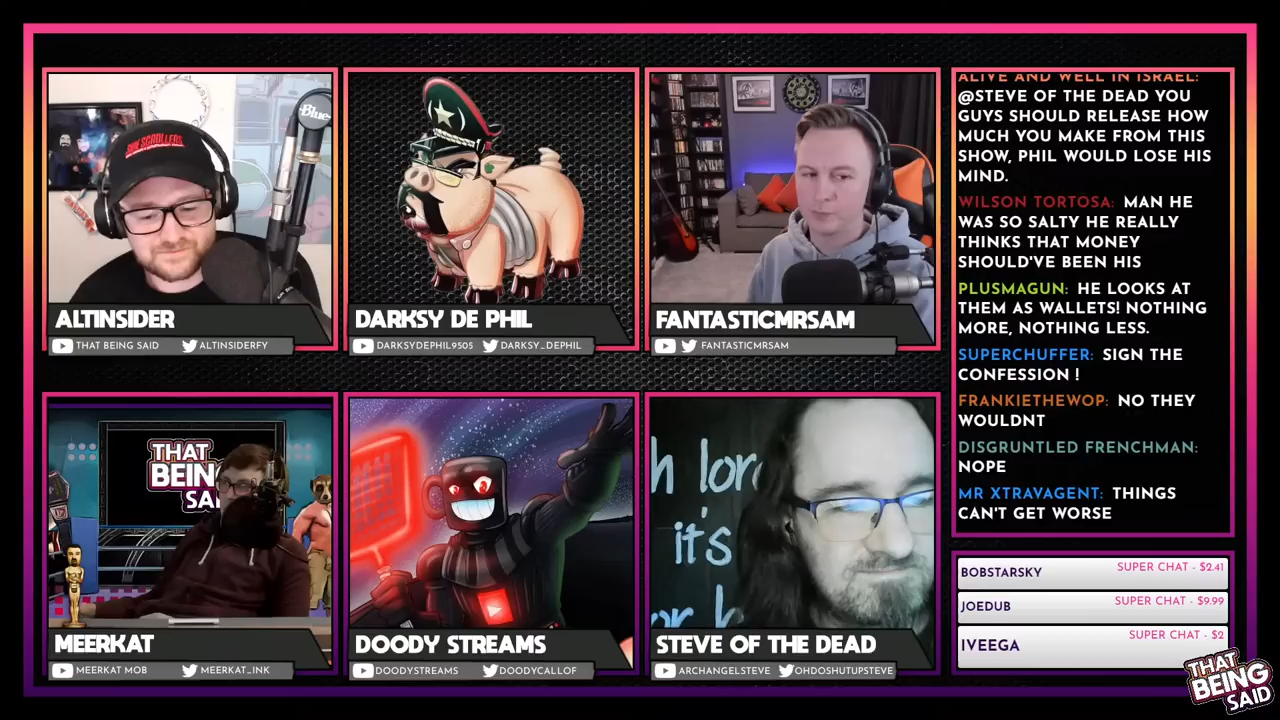 Blue
ALTINSIDER
THAT BEING SAID
ALTINSIDERFY
DARKSY DE PHIL
DARKSYDEPHIL9505
DARKSY_DEPHIL
FANTASTICMRSAM
FANTASTICMRSAM
THAT
BEING
SA
MEERKAT
MEERKAT MOB
MEERKAT_INK
DOODY STREAMS
DOODYSTREAMS
DOODYCALLOF
h lor
it's
STEVE OF THE DEAD
ARCHANGELSTEVE
OHDOSHUTUPSTEVE
ALIVE AND WELL IN ISRAEL:
@STEVE OF THE DEAD YOU
GUYS SHOULD RELEASE HOW
MUCH YOU MAKE FROM THIS
SHOW, PHIL WOULD LOSE HIS
MIND.
WILSON TORTOSA: MAN HE
WAS SO SALTY HE REALLY
THINKS THAT MONEY
SHOULD'VE BEEN HIS
PLUSMAGUN: HE LOOKS AT
THEM AS WALLETS! NOTHING
MORE, NOTHING LESS.
SUPERCHUFFER: SIGN THE
CONFESSION !
FRANKIETHEWOP: NO THEY
WOULDNT
DISGRUNTLED FRENCHMAN:
NOPE
MR XTRAVAGENT: THINGS
CAN'T GET WORSE
BOBSTARSKY
SUPER CHAT - $2.41
JOEDUB
SUPER CHAT - $9.99
IVEEGA
SUPER CHAT - $2
THAT
BEING
SAID